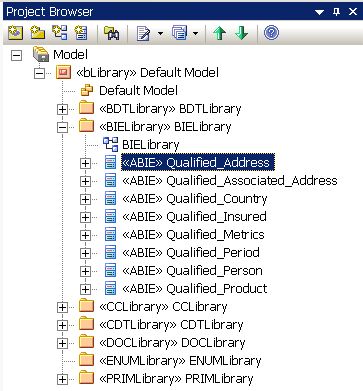 Project Browser
Model
«bLibrary» Default Model
Default Model
«BDTLibrary» BDTLibrary
«BIELibrary» BIELibrary
BIELibrary
«ABIE» Qualified_Address
«ABIE» Qualified_Associated_Address
«ABIE» Qualified_Country
«ABIE» Qualified_Insured
«ABIE» Qualified_Metrics
«ABIE» Qualified_Period
«ABIE» Qualified_Person
«ABIE» Qualified_Product
«CCLibrary» CCLibrary
«CDTLibrary» CDTLibrary
«DOCLibrary» DOCLibrary
«ENUMLibrary» ENUMLibrary
«PRIMLibrary» PRIMLibrary